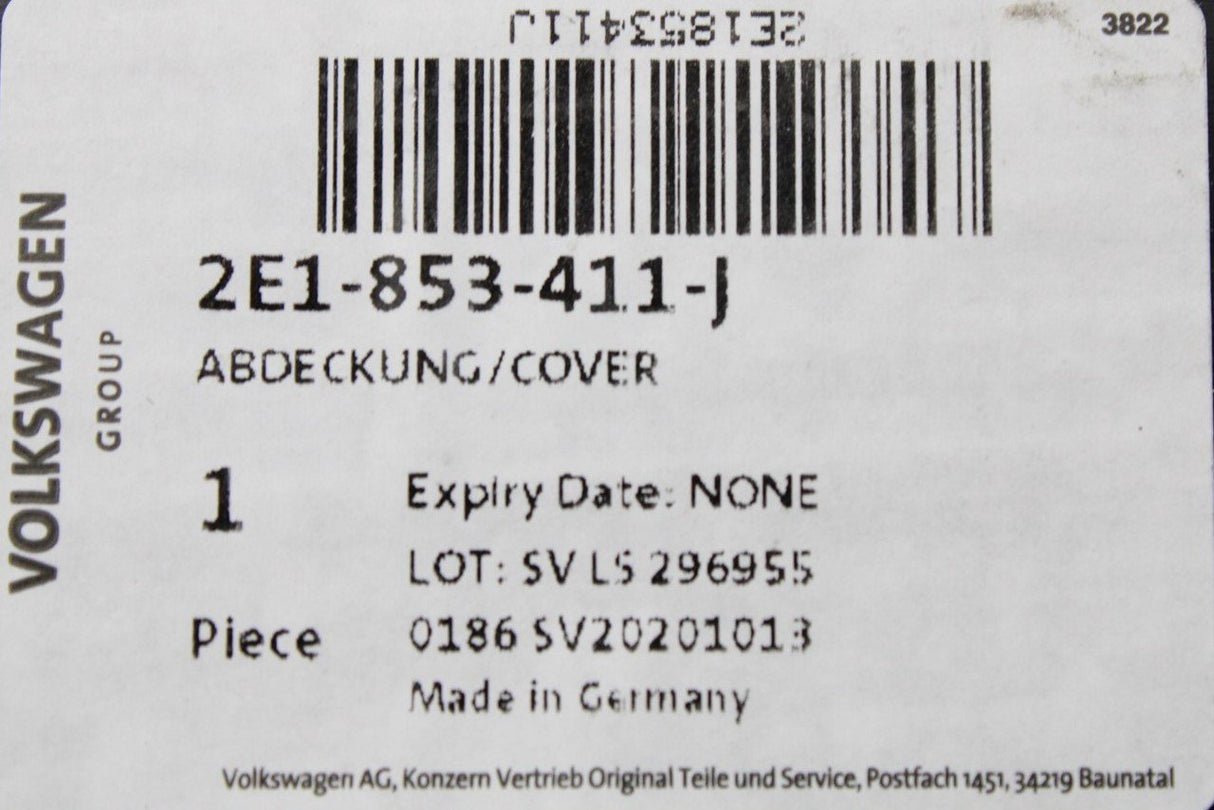 2E1853411J
3822
2E1-853-411-J
ABDECKUNG/COVER
VOLKSWAGEN
GROUP
1
Piece
Expiry Date: NONE
LOT: SV LS 296955
0186 SV20201013
Made in Germany
Volkswagen AG, Konzern Vertrieb Original Teile und Service, Postfach 1451, 34219 Baunatal